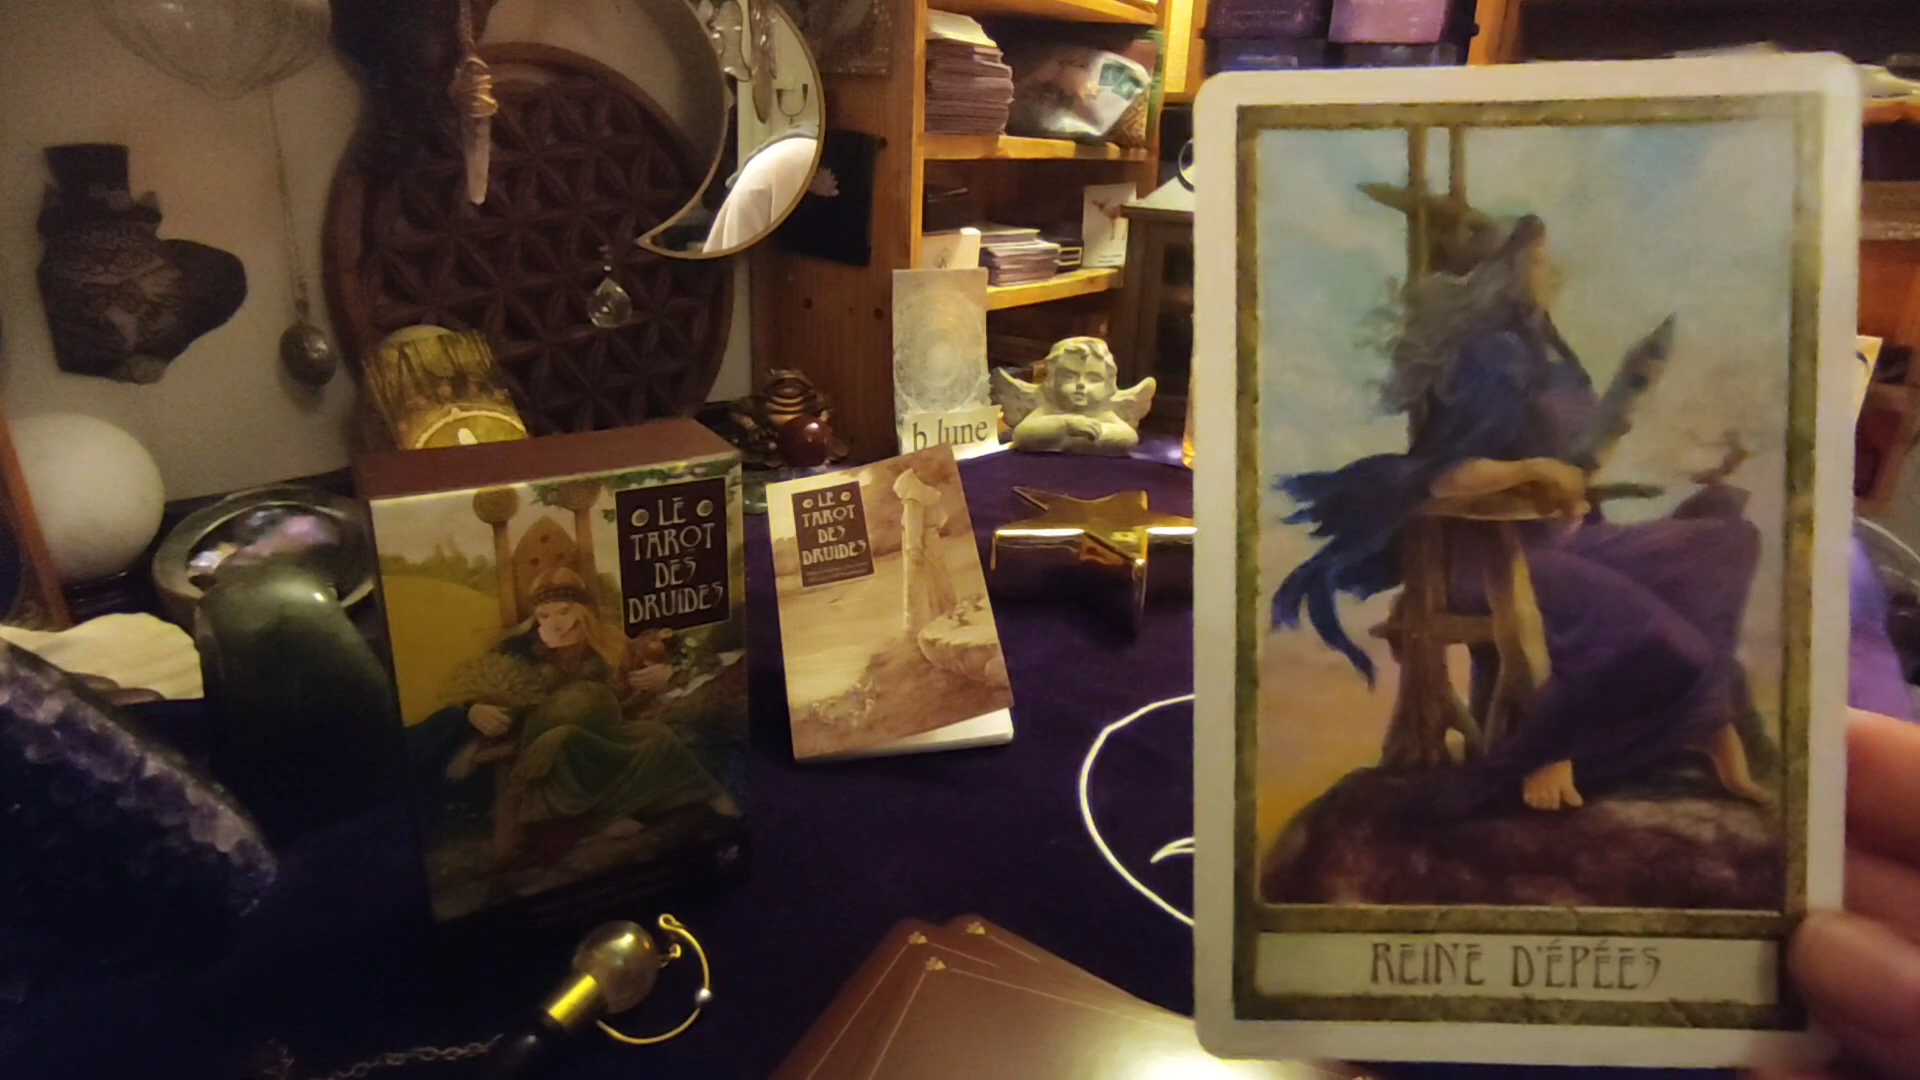 LE
TAROT
DES
DRUIDES
LE
TAROT
DES
DRUIDES
b lune
REINE D'ÉPÉES